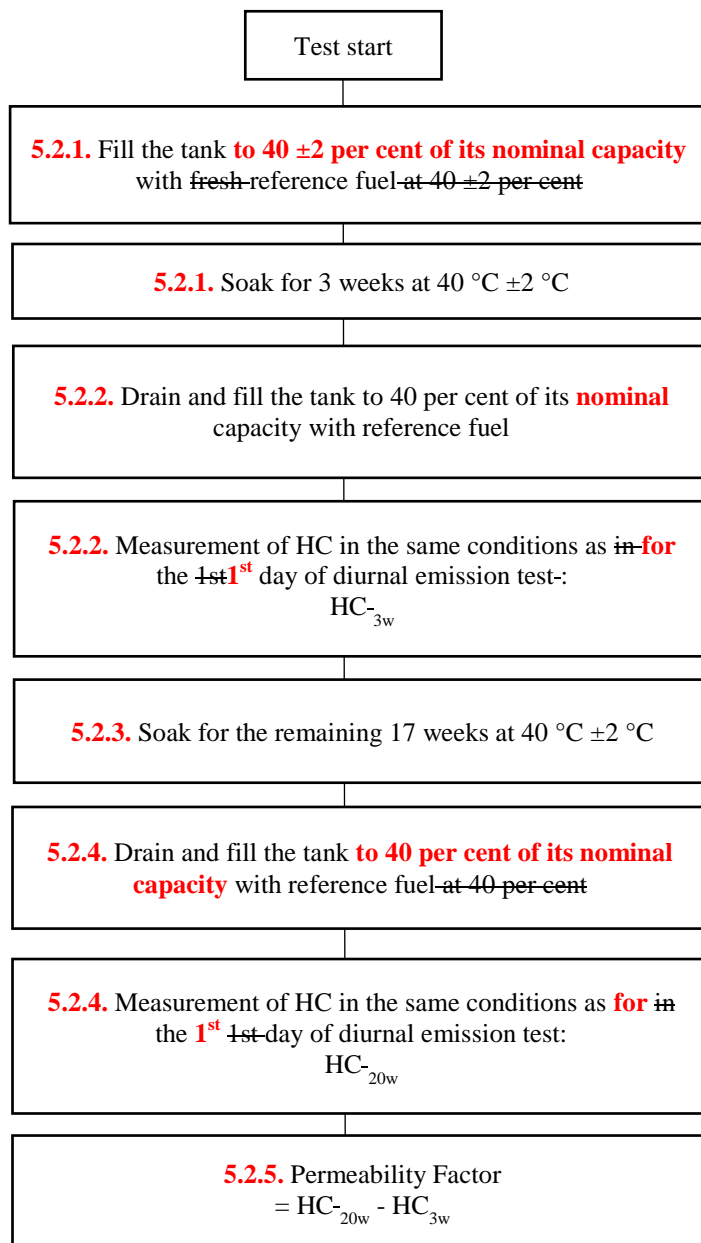 Test start
5.2.1. Fill the tank to 40 ±2 per cent of its nominal capacity
with fresh reference fuel at 40 ±2 per cent
5.2.1. Soak for 3 weeks at 40 °C ±2 °C
5.2.2. Drain and fill the tank to 40 per cent of its nominal
capacity with reference fuel
5.2.2. Measurement of HC in the same conditions as in for
the 1st1st day of diurnal emission test-:
HC-3w
5.2.3. Soak for the remaining 17 weeks at 40 °C ±2 °C
5.2.4. Drain and fill the tank to 40 per cent of its nominal
capacity with reference fuel at 40 per cent
5.2.4. Measurement of HC in the same conditions as for in
the 1st 1st day of diurnal emission test:
HC-20w
5.2.5. Permeability Factor
= HC-20w - HC3w